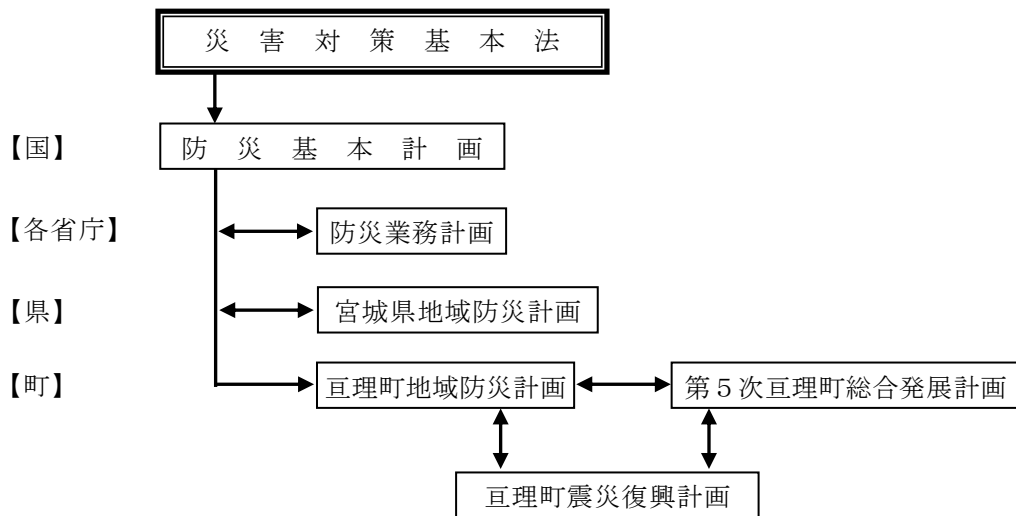 災害対策基本法
【国】 防災基本計画
【各省庁】 防災業務計画
【県】 宮城県地域防災計画
【町】 亘理町地域防災計画 第５次亘理町総合発展計画
亘理町震災復興計画